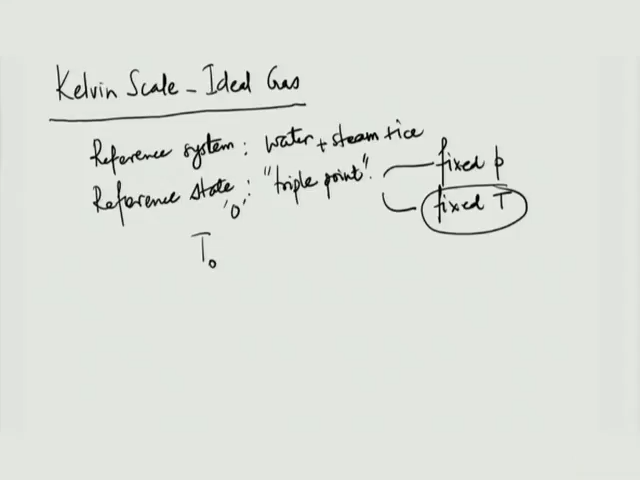 Kelvin Scale - Ideal Gas
Reference system: water + steam + ice
Reference state: "triple point". fixed p
'0' fixed T
T₀